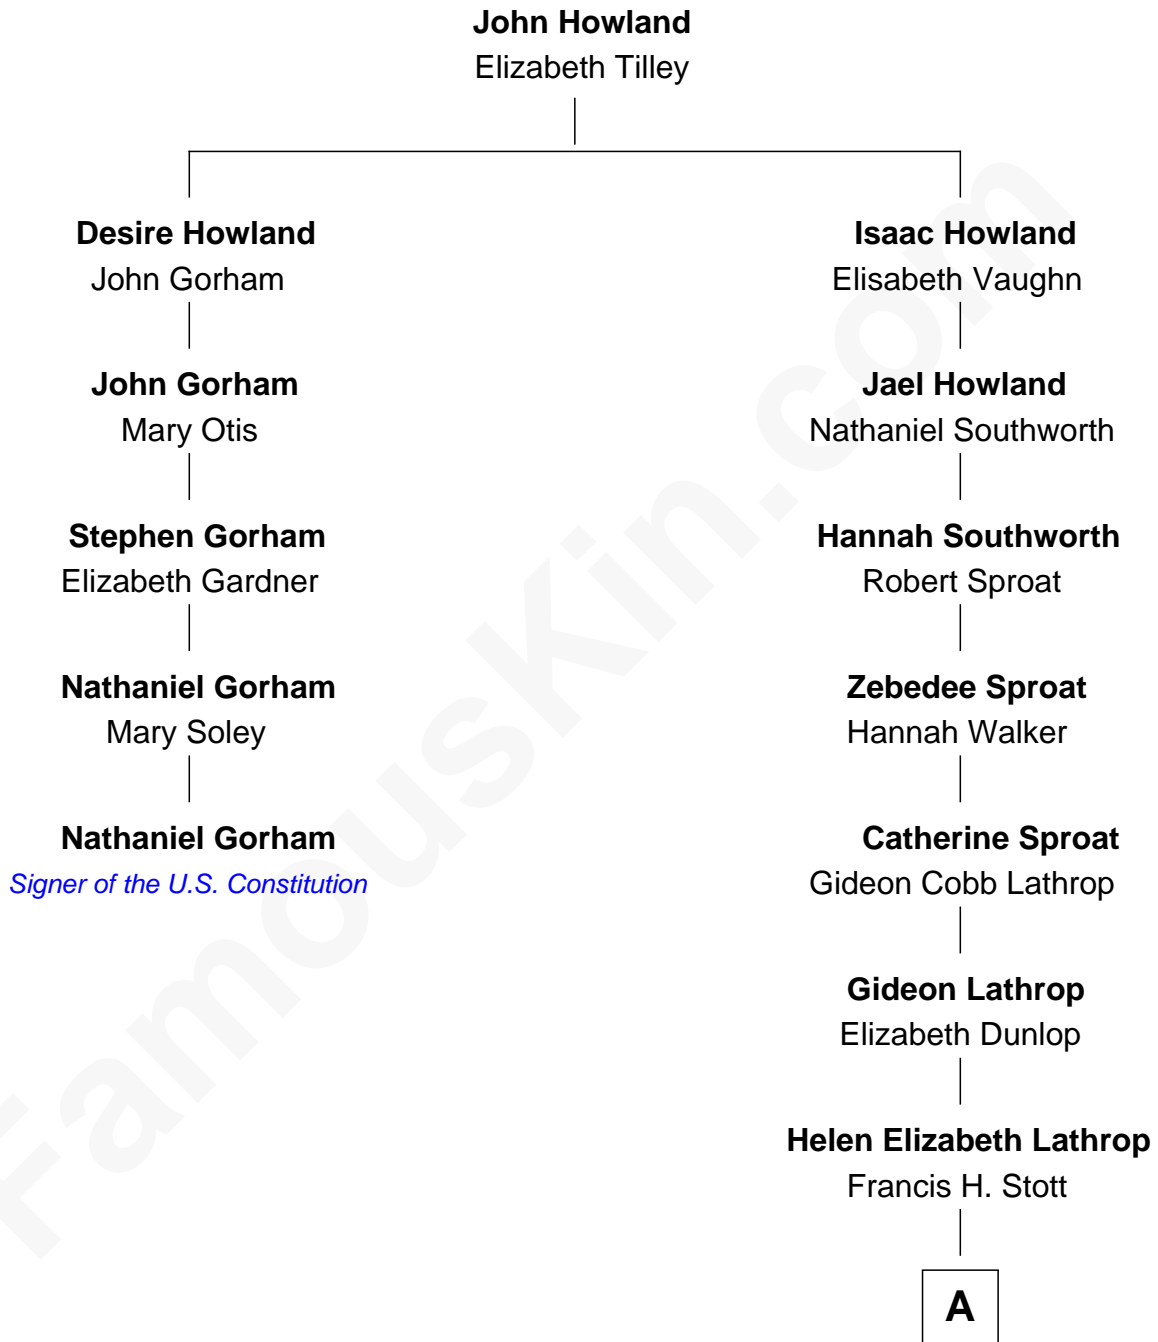 John Howland
Elizabeth Tilley
Desire Howland
John Gorham
Isaac Howland
Elisabeth Vaughn
John Gorham
Mary Otis
Jael Howland
Nathaniel Southworth
Stephen Gorham
Elizabeth Gardner
Hannah Southworth
Robert Sproat
Nathaniel Gorham
Mary Soley
Zebedee Sproat
Hannah Walker
Nathaniel Gorham
Signer of the U.S. Constitution
Catherine Sproat
Gideon Cobb Lathrop
Gideon Lathrop
Elizabeth Dunlop
Helen Elizabeth Lathrop
Francis H. Stott
A
FamousKin.com